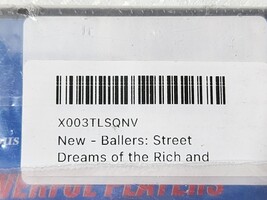 X003TLSQNV
New - Ballers: Street
Dreams of the Rich and